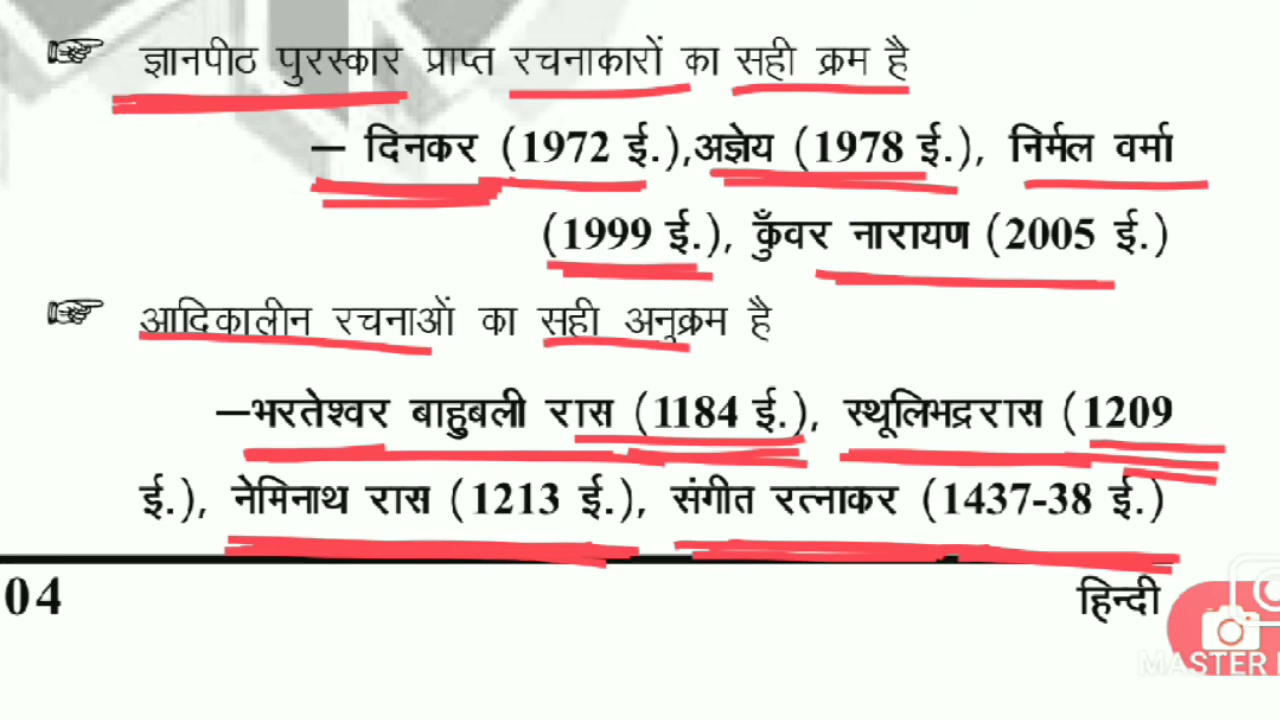 ज्ञानपीठ पुरस्कार प्राप्त रचनाकारों का सही क्रम है
– दिनकर (1972 ई.),अज्ञेय (1978 ई.), निर्मल वर्मा
(1999 ई.), कुँवर नारायण (2005 ई.)
आदिकालीन रचनाओं का सही अनुक्रम है
–भरतेश्वर बाहुबली रास (1184 ई.), स्थूलिभद्ररास (1209
ई.), नेमिनाथ रास (1213 ई.), संगीत रत्नाकर (1437-38 ई.)
04
हिन्दी
MASTER